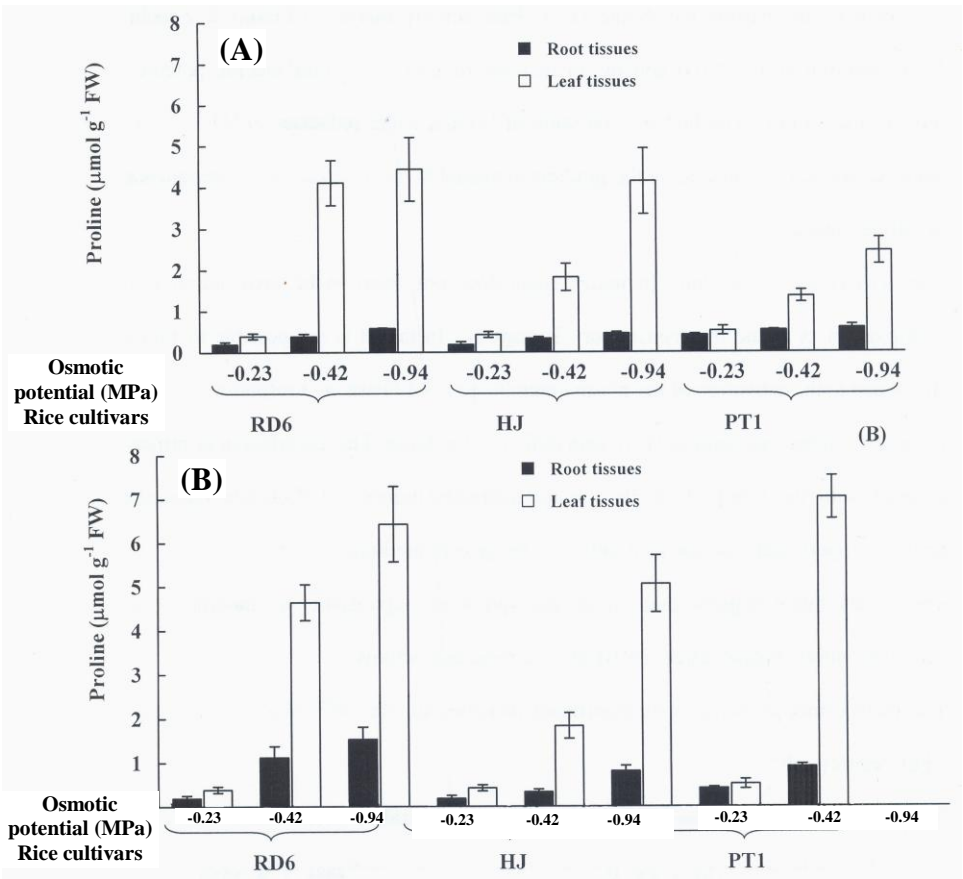 8
(A)
Root tissues
7
Leaf tissues
6
5
4
3
2
1
0
Proline (μmol g-1 FW)
Osmotic
potential (MPa)
Rice cultivars
-0.23 -0.42 -0.94 -0.23 -0.42 -0.94 -0.23 -0.42 -0.94
RD6 HJ PT1
(B)
8
(B)
Root tissues
7
Leaf tissues
6
5
4
3
2
1
Proline (μmol g-1 FW)
Osmotic
potential (MPa)
Rice cultivars
-0.23 -0.42 -0.94 -0.23 -0.42 -0.94 -0.23 -0.42 -0.94
RD6 HJ PT1